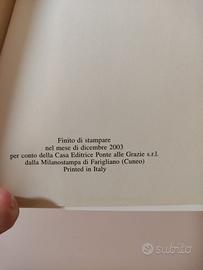 Finito di stampare
nel mese di dicembre 2003
per conto della Casa Editrice Ponte alle Grazie s.r.l.
dalla Milanostampa di Farigliano (Cuneo)
Printed in Italy
subito